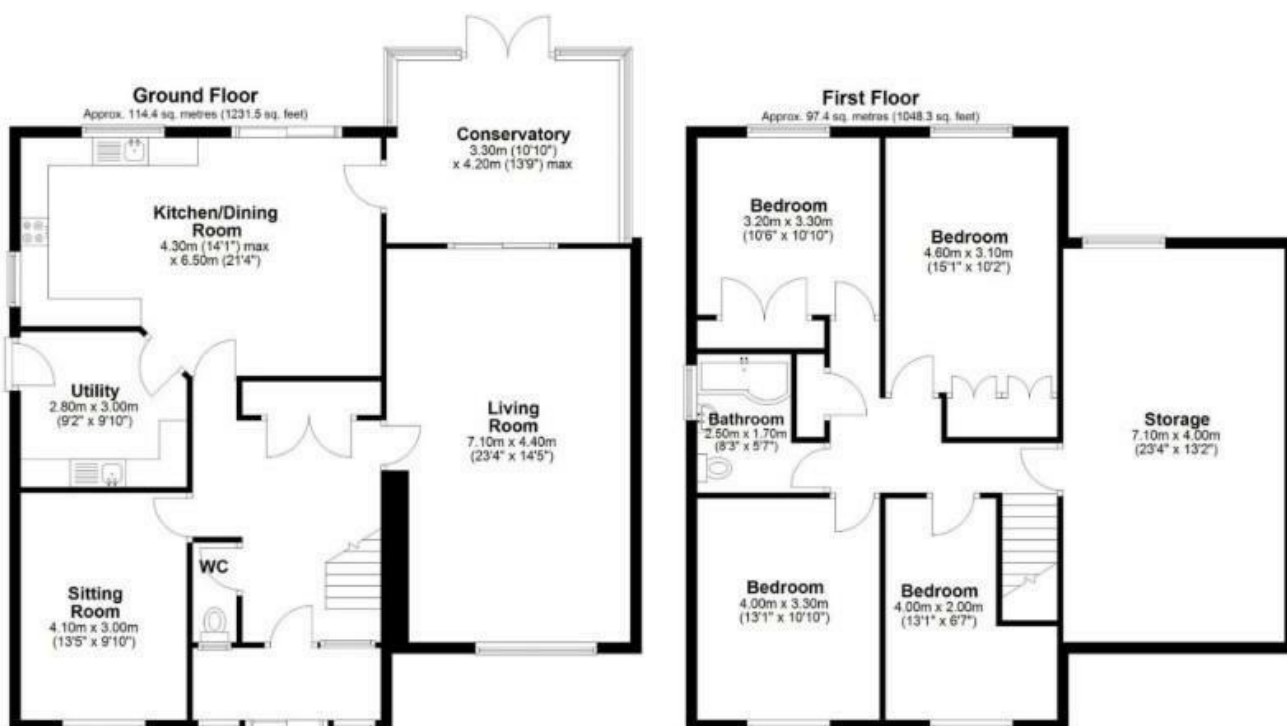 Ground Floor
Approx. 114.4 sq. metres (1231.5 sq. feet)
Conservatory
3.30m (10'10")
x 4.20m (13'9") max
Kitchen/Dining
Room
4.30m (14'1") max
x 6.50m (21'4")
Utility
2.80m x 3.00m
(9'2" x 9'10")
Living
Room
7.10m x 4.40m
(23'4" x 14'5")
WC
Sitting
Room
4.10m x 3.00m
(13'5" x 9'10")
First Floor
Approx. 97.4 sq. metres (1048.3 sq. feet)
Bedroom
3.20m x 3.30m
(10'6" x 10'10")
Bedroom
4.60m x 3.10m
(15'1" x 10'2")
Bathroom
2.50m x 1.70m
(8'3" x 5'7")
Storage
7.10m x 4.00m
(23'4" x 13'2")
Bedroom
4.00m x 3.30m
(13'1" x 10'10")
Bedroom
4.00m x 2.00m
(13'1" x 6'7")